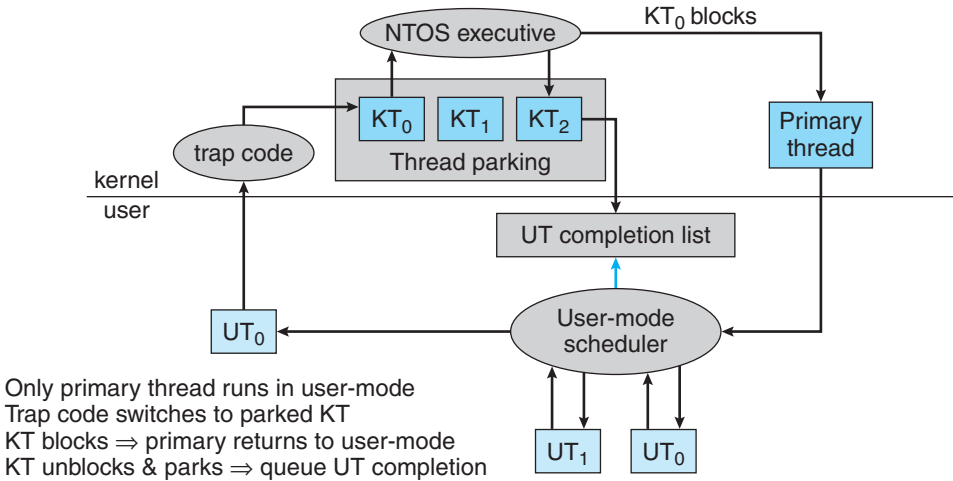 NTOS executive
KT₀ blocks
KT₀
KT₁
KT₂
Primary
thread
trap code
Thread parking
kernel
user
UT completion list
UT₀
User-mode
scheduler
Only primary thread runs in user-mode
Trap code switches to parked KT
KT blocks ⇒ primary returns to user-mode
KT unblocks & parks ⇒ queue UT completion
UT₁
UT₀